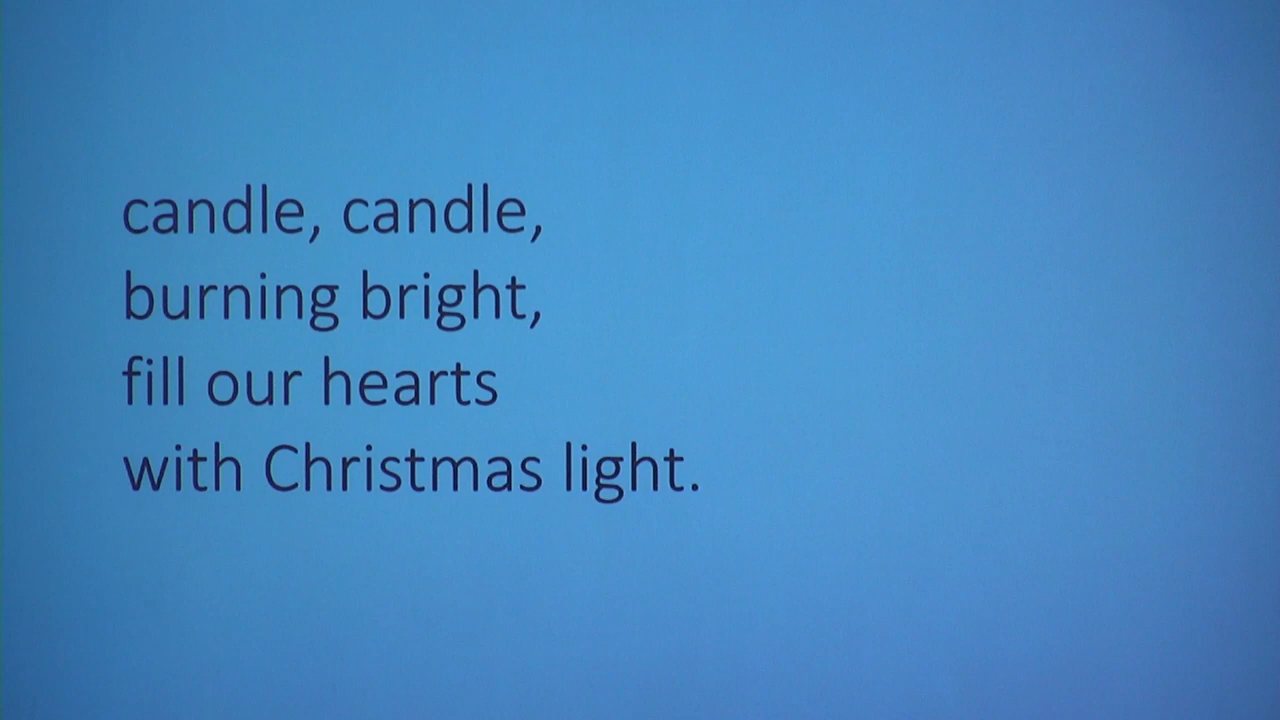 candle, candle,
burning bright,
fill our hearts
with Christmas light.